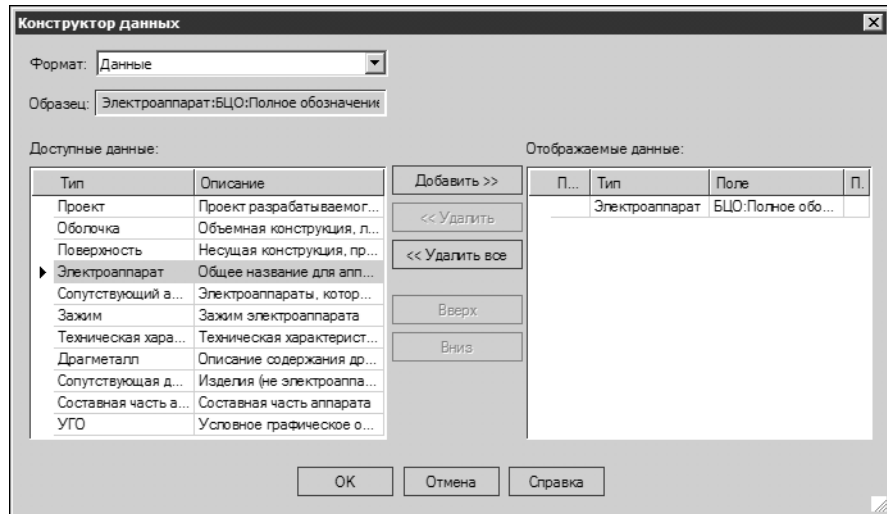 Конструктор данных
Формат: Данные
Образец: Электроаппарат:БЦО:Полное обозначение
Доступные данные:
Отображаемые данные:
Тип Описание
Проект Проект разрабатываемог...
Оболочка Объемная конструкция, л...
Поверхность Несущая конструкция, пр...
Электроаппарат Общее название для апп...
Сопутствующий а... Электроаппараты, котор...
Зажим Зажим электроаппарата
Техническая хара... Техническая характерист...
Драгметалл Описание содержания др...
Сопутствующая д... Изделия (не электроаппа...
Составная часть а... Составная часть аппарата
УГО Условное графическое о...
Добавить >>
<< Удалить
<< Удалить все
Вверх
Вниз
П... Тип Поле П.
Электроаппарат БЦО:Полное обо...
OK Отмена Справка